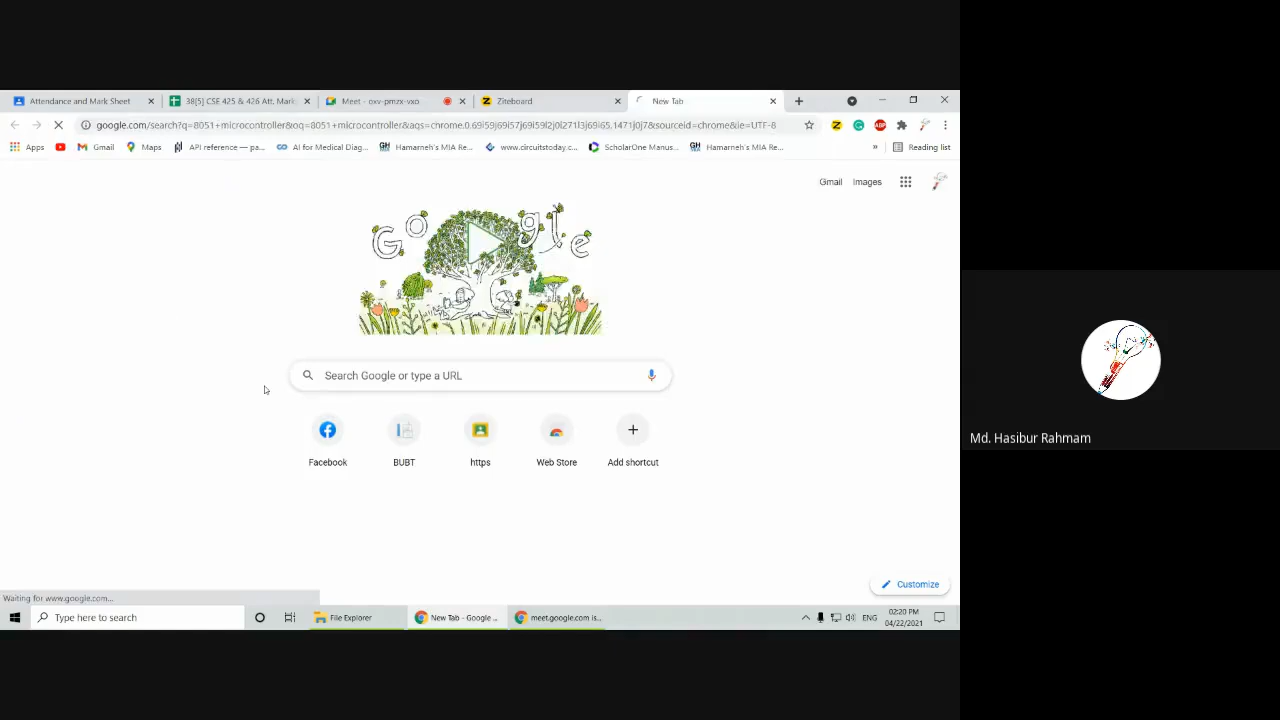 Attendance and Mark Sheet
38[5] CSE 425 & 426 Att. Mark
Meet - oxv-pmzx-vxo
Ziteboard
New Tab
google.com/search?q=8051+microcontroller&oq=8051+microcontroller&aqs=chrome.0.69i59j69i57j69i59l2j0l271l3j69i65.1471j0j7&sourceid=chrome&ie=UTF-8
Apps
Gmail
Maps
API reference — pa...
AI for Medical Diag...
Hamarneh's MIA Re...
www.circuitstoday.c...
ScholarOne Manus...
Hamarneh's MIA Re...
»
Reading list
Gmail
Images
Google
Search Google or type a URL
Facebook
BUBT
https
Web Store
Add shortcut
Md. Hasibur Rahmam
Customize
Waiting for www.google.com...
Type here to search
File Explorer
New Tab - Google ...
meet.google.com is...
ENG
02:20 PM
04/22/2021